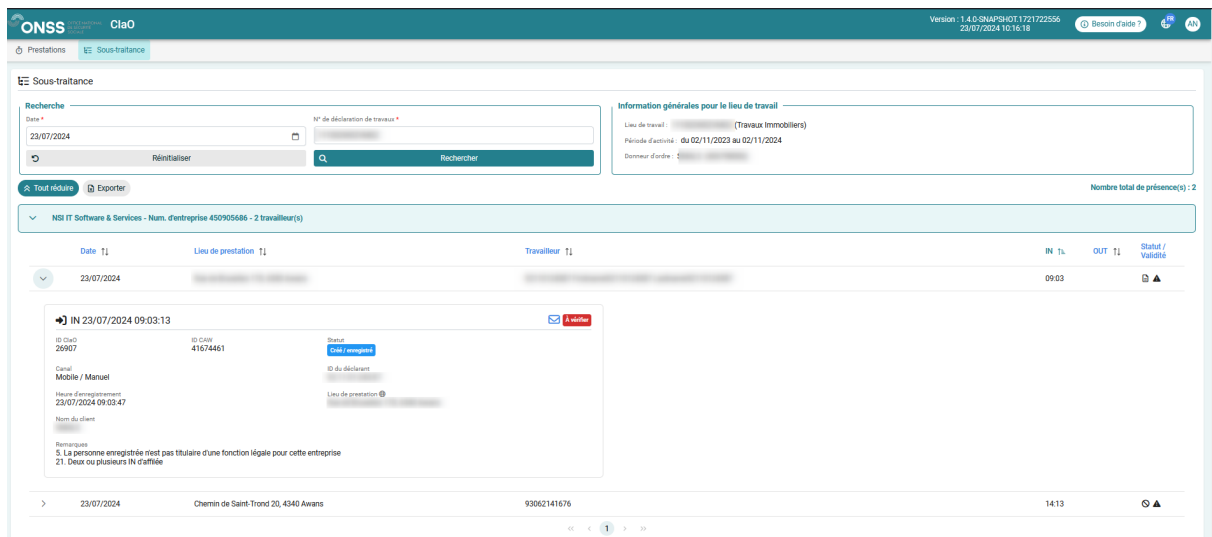 ONSS OFFICE NATIONAL DE SÉCURITÉ SOCIALE ClaO
Version : 1.4.0-SNAPSHOT.1721722556
23/07/2024 10:16:18
Besoin d'aide ?
FR
AN
Prestations
Sous-traitance
Sous-traitance
Recherche
Date *
N° de déclaration de travaux *
23/07/2024
Réinitialiser
Rechercher
Information générales pour le lieu de travail
Lieu de travail : (Travaux Immobiliers)
Période d'activité : du 02/11/2023 au 02/11/2024
Donneur d'ordre :
Tout réduire
Exporter
Nombre total de présence(s) : 2
NSI IT Software & Services - Num. d'entreprise 450905686 - 2 travailleur(s)
Date Lieu de prestation Travailleur IN OUT Statut / Validité
23/07/2024 09:03
IN 23/07/2024 09:03:13
À vérifier
ID ClaO ID CAW Statut
26907 41674461 Créé / enregistré
Canal ID du déclarant
Mobile / Manuel
Heure d'enregistrement Lieu de prestation
23/07/2024 09:03:47
Nom du client
Remarques
5. La personne enregistrée n'est pas titulaire d'une fonction légale pour cette entreprise
21. Deux ou plusieurs IN d'affilée
23/07/2024 Chemin de Saint-Trond 20, 4340 Awans 93062141676 14:13
1